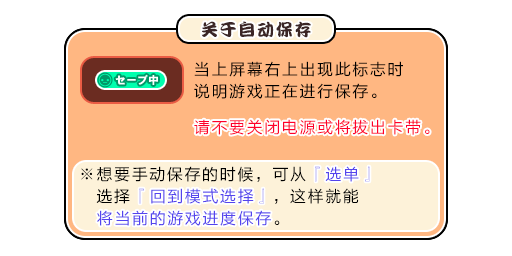 关于自动保存
セーブ中
当上屏幕右上出现此标志时
说明游戏正在进行保存。
请不要关闭电源或将拔出卡带。
※想要手动保存的时候，可从『选单』
选择『回到模式选择』，这样就能
将当前的游戏进度保存。